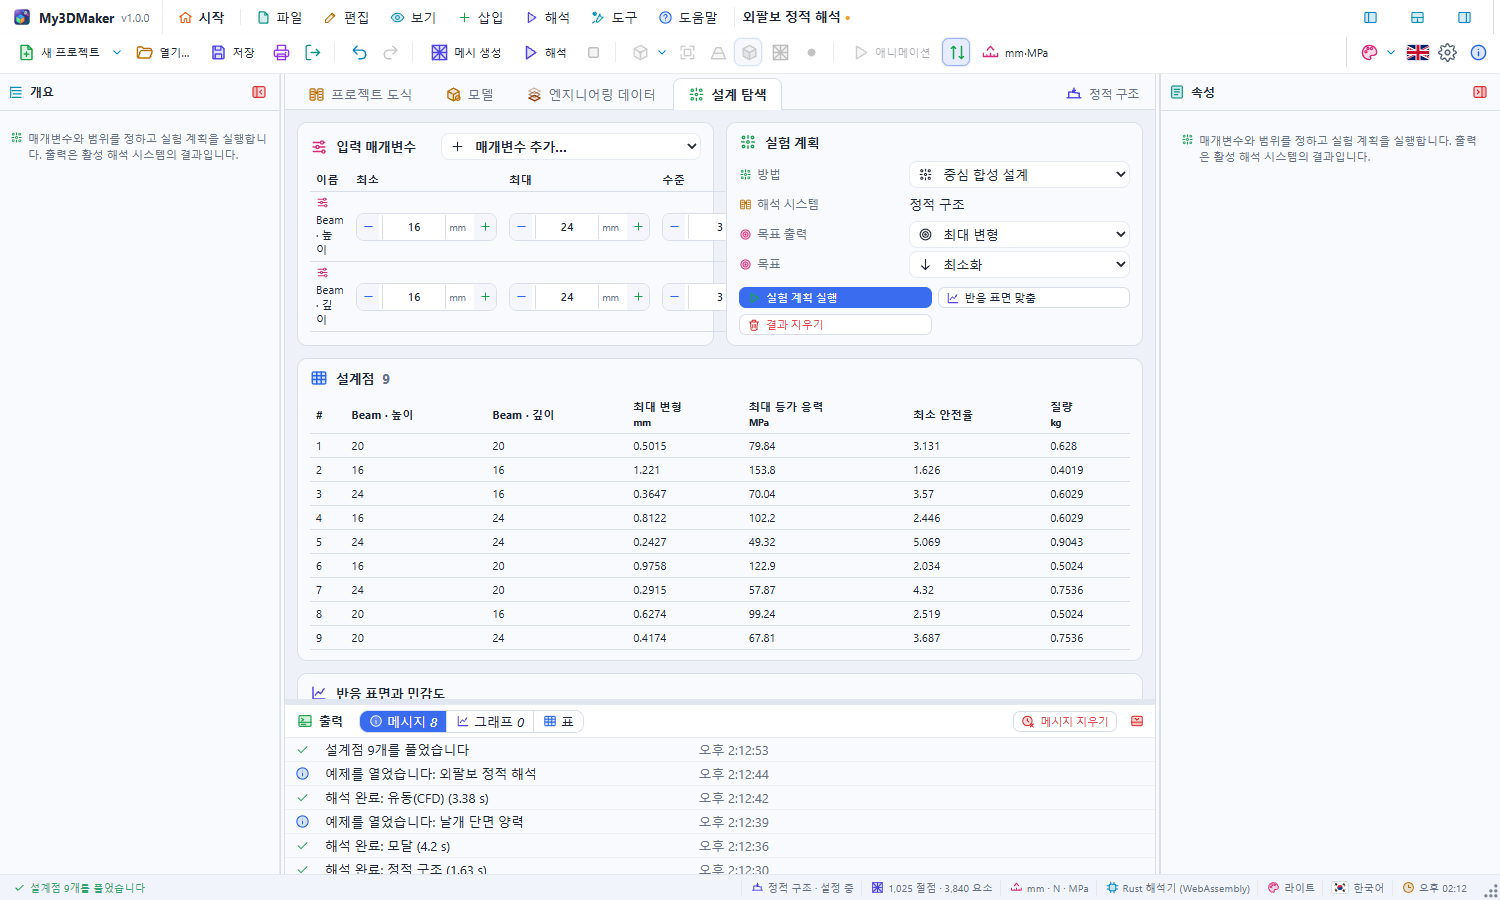 My3DMaker v1.0.0 시작 파일 편집 보기 삽입 해석 도구 도움말 외팔보 정적 해석
새 프로젝트 열기... 저장 메시 생성 해석 애니메이션 mm·MPa
개요
매개변수와 범위를 정하고 실험 계획을 실행합니
다. 출력은 활성 해석 시스템의 결과입니다.
프로젝트 도식 모델 엔지니어링 데이터 설계 탐색 정적 구조
입력 매개변수 매개변수 추가...
이름 최소 최대 수준
Beam
· 높
이
16 mm 24 mm 3
Beam
· 깊
이
16 mm 24 mm 3
실험 계획
방법 중심 합성 설계
해석 시스템 정적 구조
목표 출력 최대 변형
목표 최소화
실험 계획 실행 반응 표면 맞춤
결과 지우기
설계점 9
# Beam · 높이 Beam · 깊이 최대 변형 최대 등가 응력 최소 안전율 질량
mm MPa kg
1 20 20 0.5015 79.84 3.131 0.628
2 16 16 1.221 153.8 1.626 0.4019
3 24 16 0.3647 70.04 3.57 0.6029
4 16 24 0.8122 102.2 2.446 0.6029
5 24 24 0.2427 49.32 5.069 0.9043
6 16 20 0.9758 122.9 2.034 0.5024
7 24 20 0.2915 57.87 4.32 0.7536
8 20 16 0.6274 99.24 2.519 0.5024
9 20 24 0.4174 67.81 3.687 0.7536
반응 표면과 민감도
출력 메시지 8 그래프 0 표 메시지 지우기
설계점 9개를 풀었습니다 오후 2:12:53
예제를 열었습니다: 외팔보 정적 해석 오후 2:12:44
해석 완료: 유동(CFD) (3.38 s) 오후 2:12:42
예제를 열었습니다: 날개 단면 양력 오후 2:12:39
해석 완료: 모달 (4.2 s) 오후 2:12:36
해석 완료: 정적 구조 (1.63 s) 오후 2:12:30
속성
매개변수와 범위를 정하고 실험 계획을 실행합니다. 출력
은 활성 해석 시스템의 결과입니다.
설계점 9개를 풀었습니다 정적 구조 · 설정 중 1,025 절점 · 3,840 요소 mm · N · MPa Rust 해석기 (WebAssembly) 라이트 한국어 오후 02:12